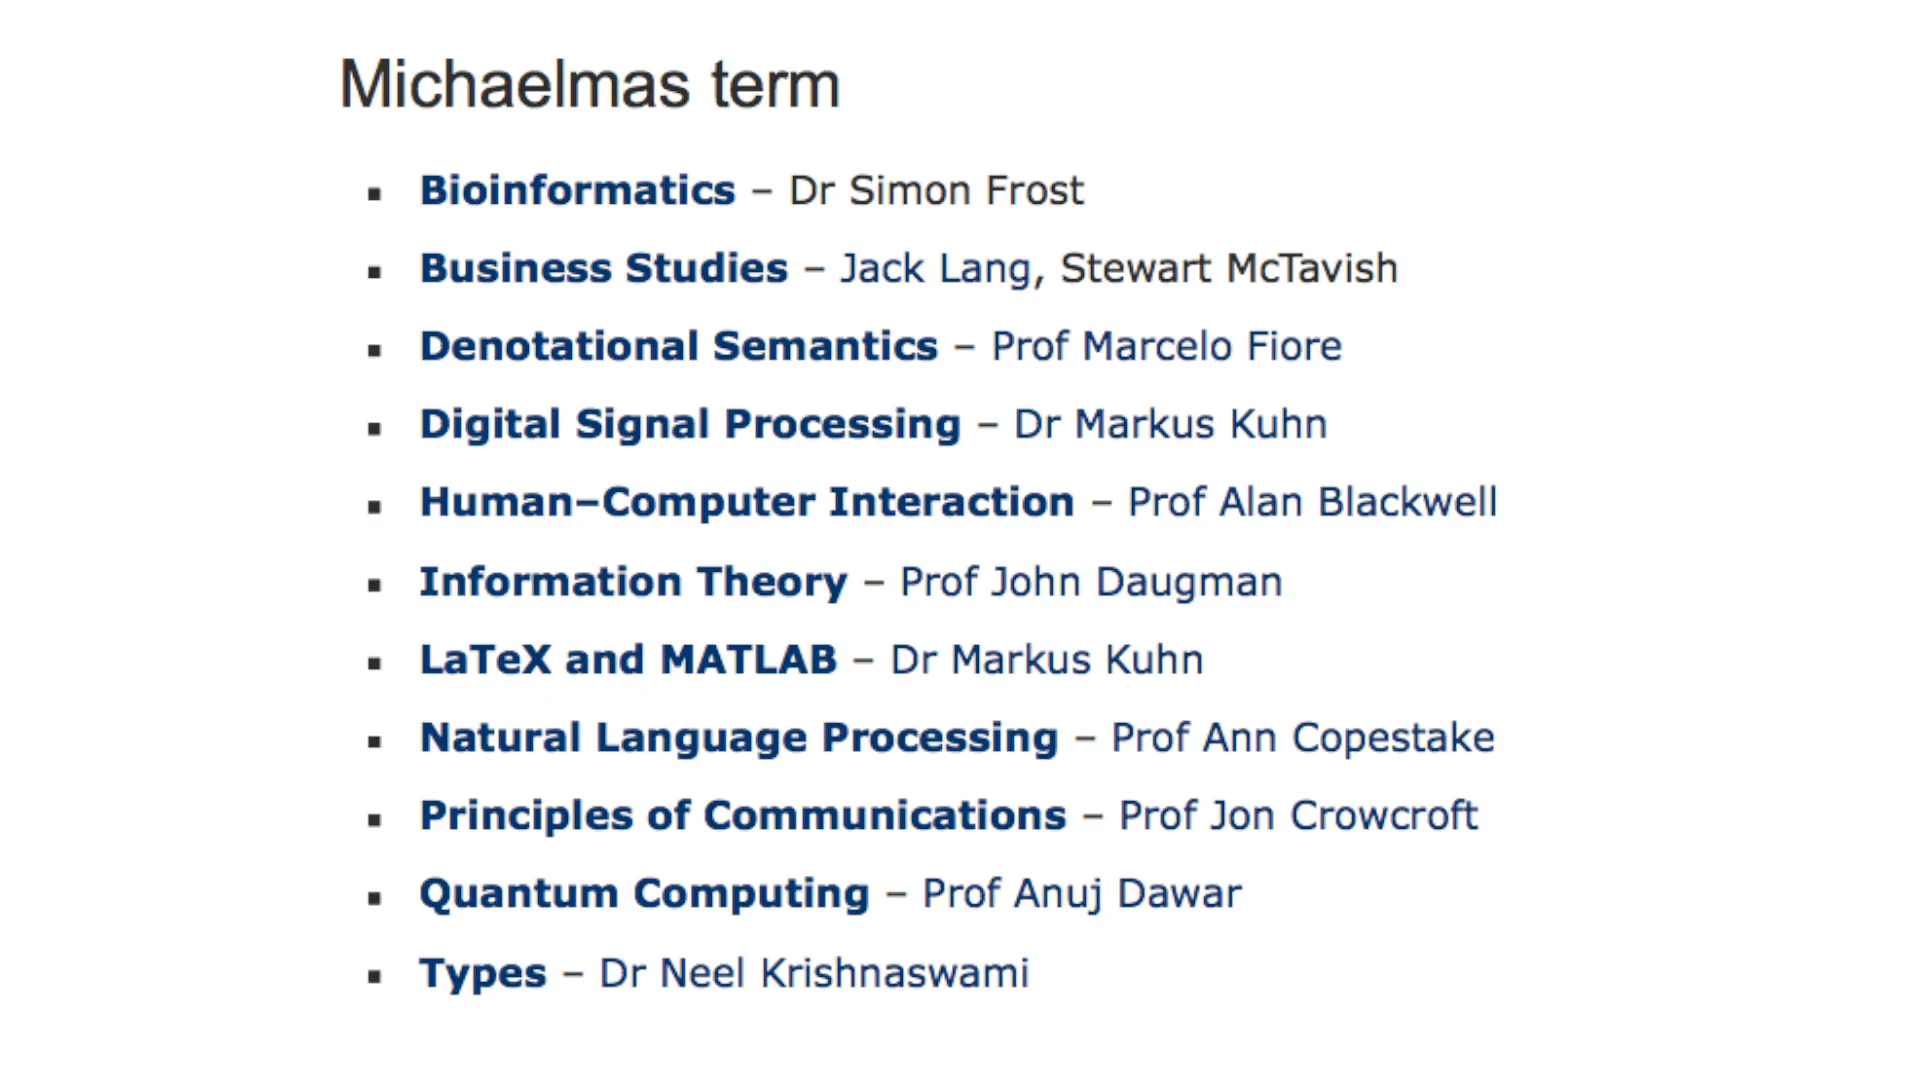 Michaelmas term
▪ Bioinformatics – Dr Simon Frost
▪ Business Studies – Jack Lang, Stewart McTavish
▪ Denotational Semantics – Prof Marcelo Fiore
▪ Digital Signal Processing – Dr Markus Kuhn
▪ Human–Computer Interaction – Prof Alan Blackwell
▪ Information Theory – Prof John Daugman
▪ LaTeX and MATLAB – Dr Markus Kuhn
▪ Natural Language Processing – Prof Ann Copestake
▪ Principles of Communications – Prof Jon Crowcroft
▪ Quantum Computing – Prof Anuj Dawar
▪ Types – Dr Neel Krishnaswami